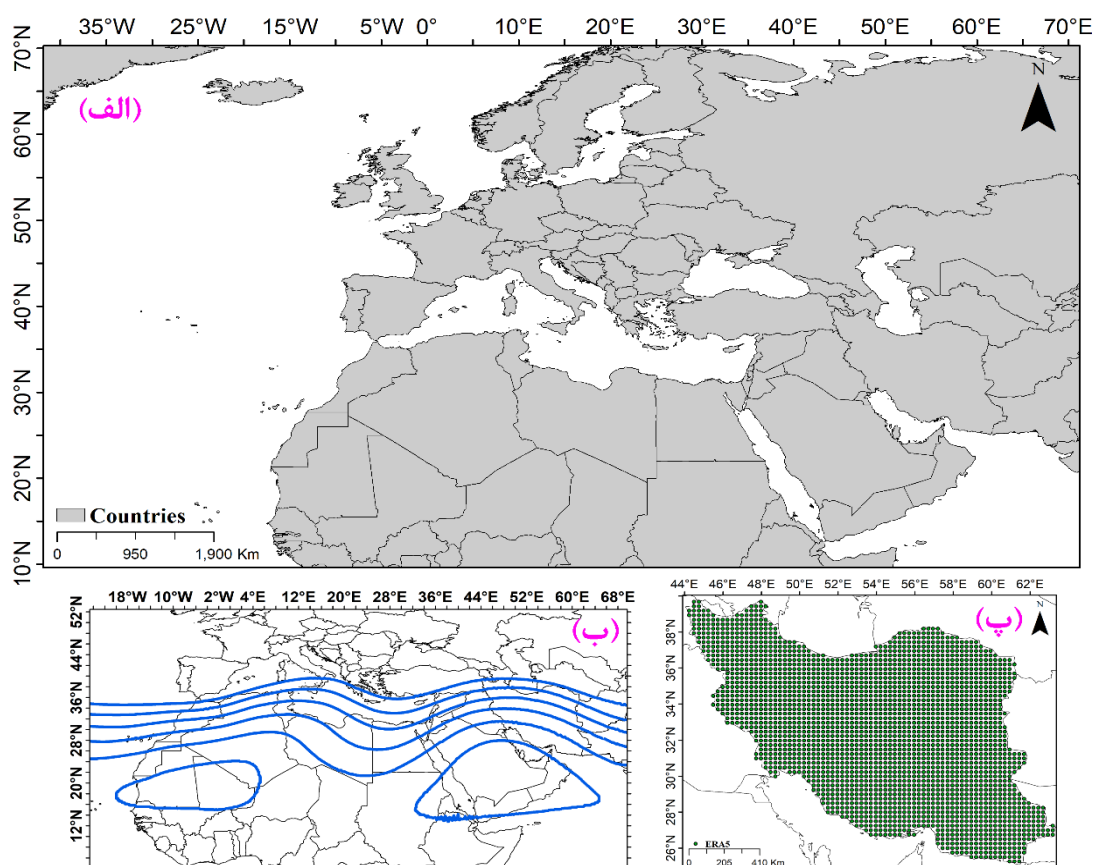 35°W 25°W 15°W 5°W 0° 5°E 10°E 20°E 30°E 40°E 50°E 60°E 70°E
70°N
60°N
50°N
40°N
30°N
20°N
10°N
(الف)
N
Countries
0 950 1,900 Km
18°W 10°W 2°W 4°E 12°E 20°E 28°E 36°E 44°E 52°E 60°E 68°E
52°N
44°N
36°N
28°N
20°N
12°N
(ب)
44°E 46°E 48°E 50°E 52°E 54°E 56°E 58°E 60°E 62°E
38°N
36°N
34°N
32°N
30°N
28°N
26°N
(پ)
N
ERA5
0 205 410 Km